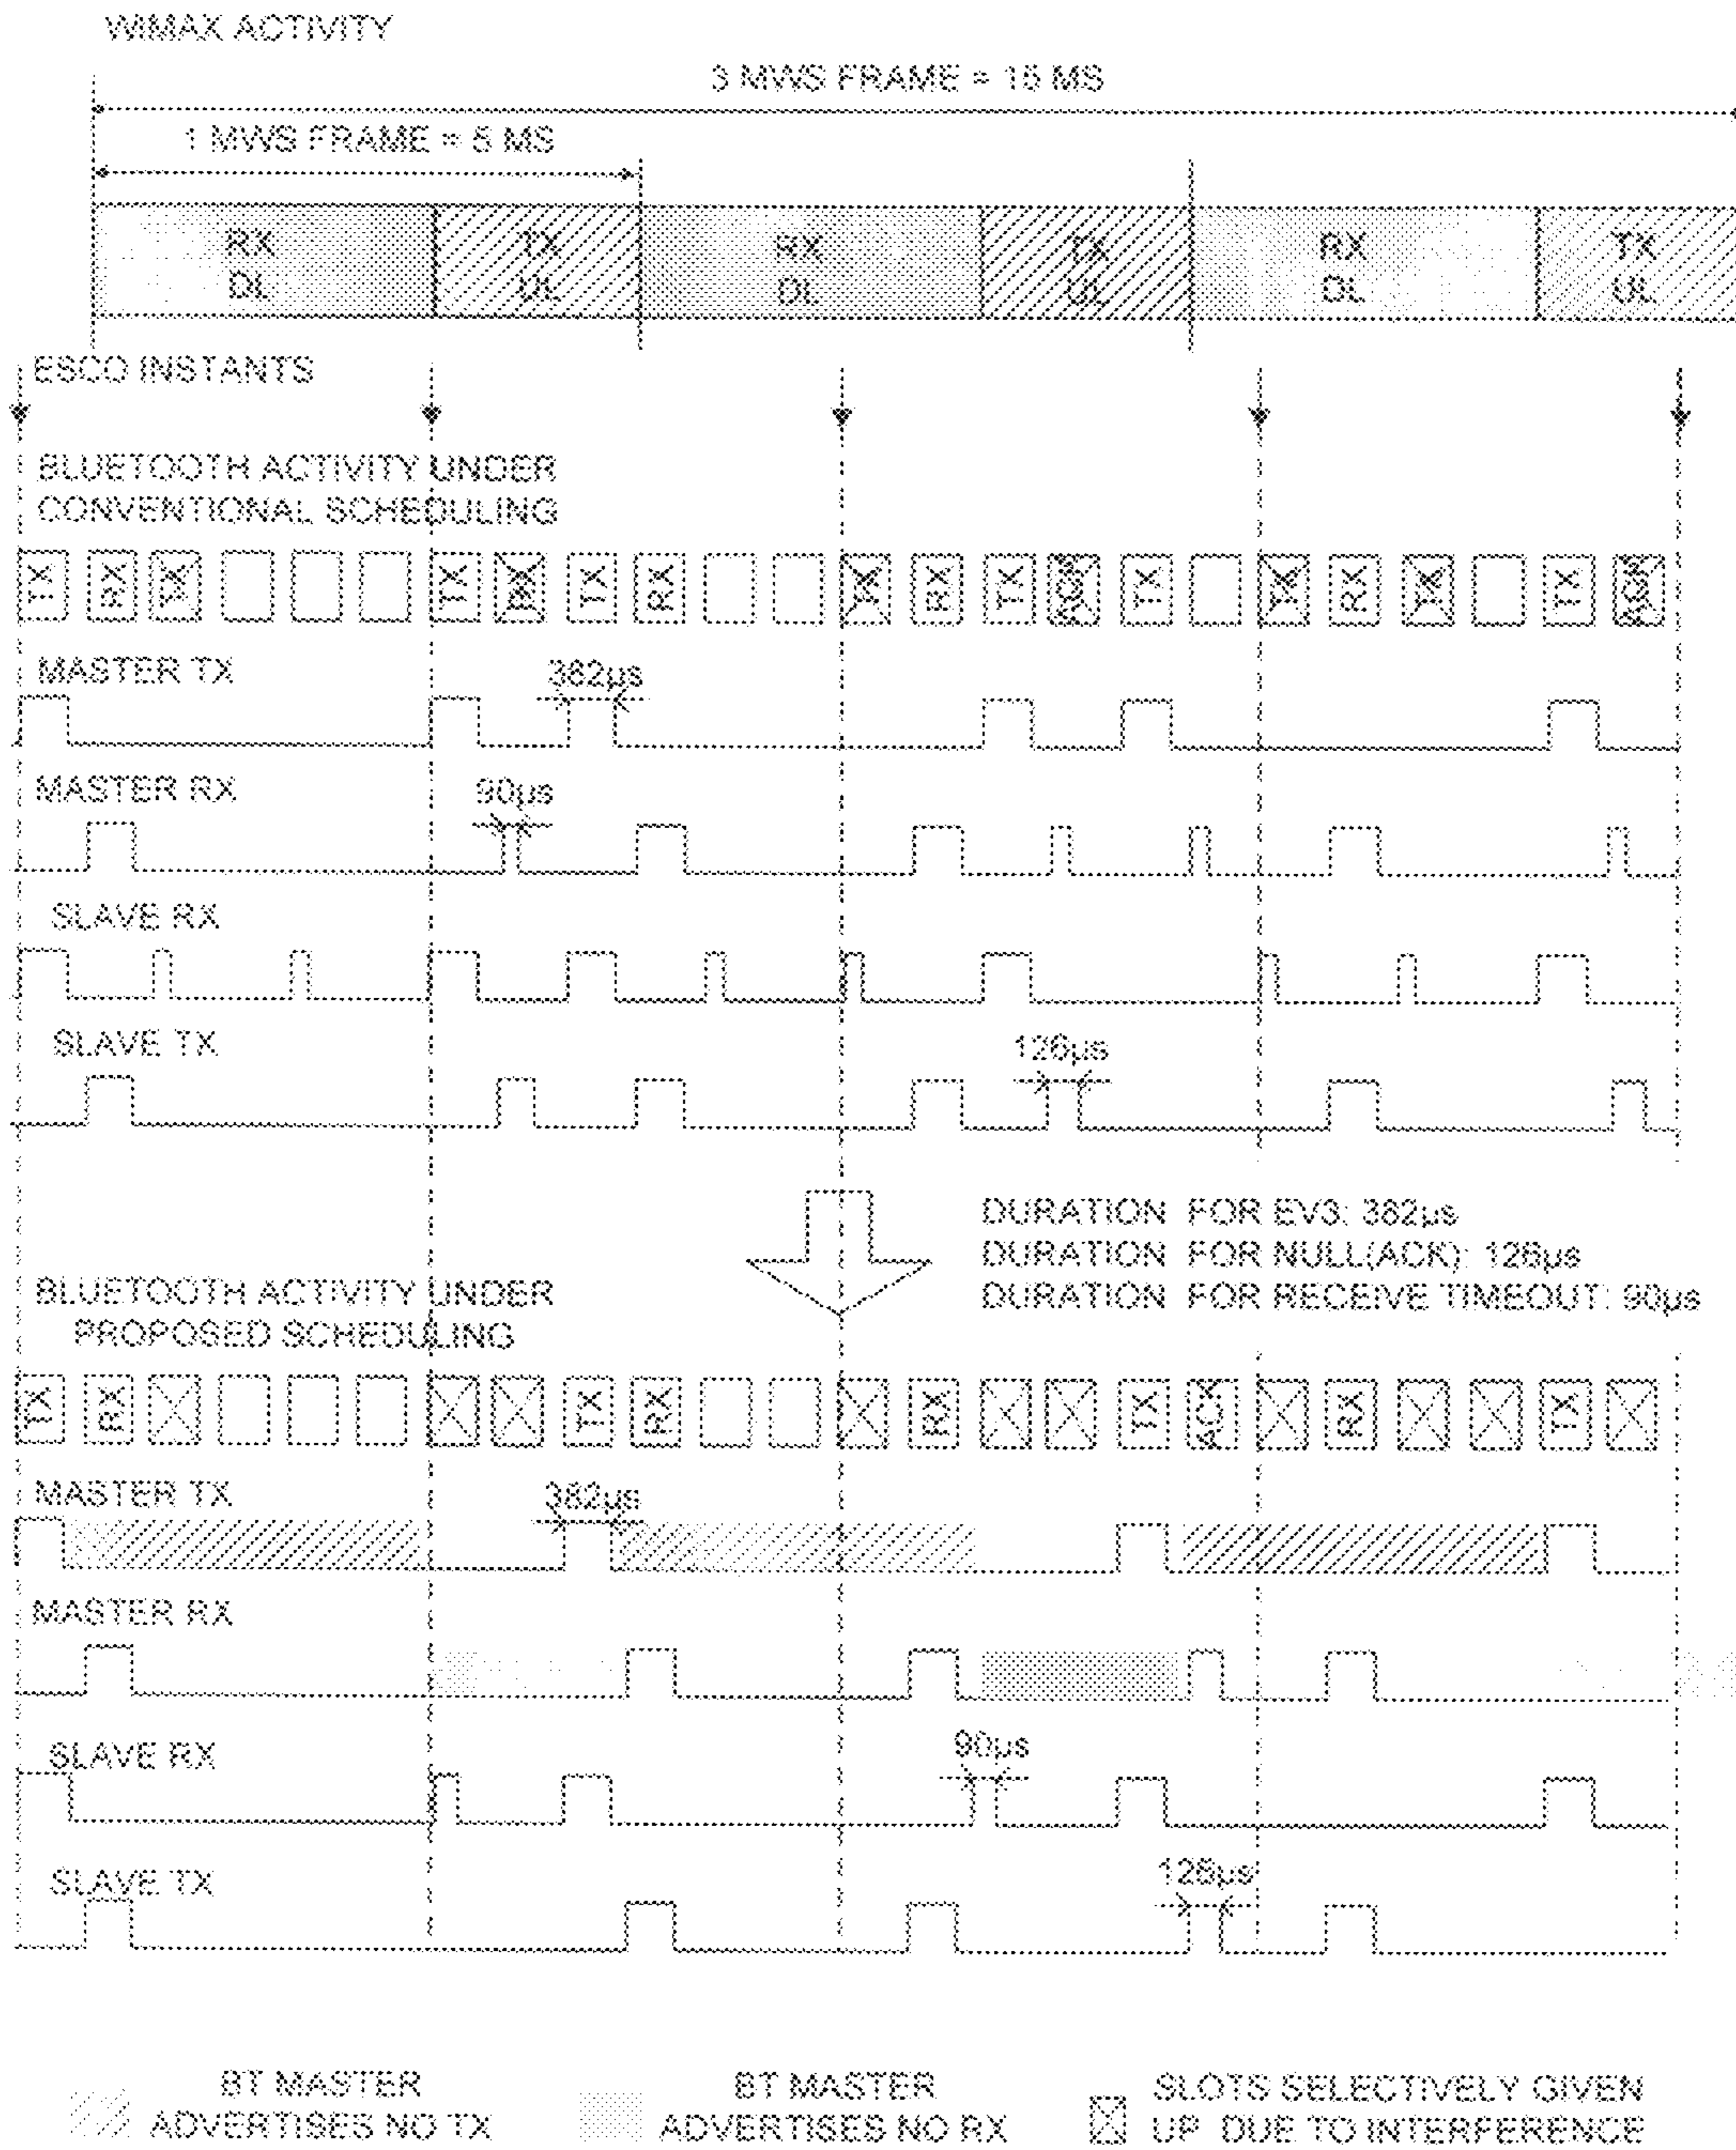 WIMAX ACTIVITY
3 MWS FRAME = 15 MS
1 MWS FRAME = 5 MS
RX TX RX TX RX TX
DL UL DL UL DL UL
ESCO INSTANTS
BLUETOOTH ACTIVITY UNDER
CONVENTIONAL SCHEDULING
TX RX TX TX TX RX TX RX TX TX RX TX TX
MASTER TX
382µs
MASTER RX
90µs
SLAVE RX
SLAVE TX
126µs
DURATION FOR EV3: 382µs
DURATION FOR NULL(ACK): 126µs
DURATION FOR RECEIVE TIMEOUT: 90µs
BLUETOOTH ACTIVITY UNDER
PROPOSED SCHEDULING
TX RX TX RX RX TX ACK RX TX
MASTER TX
382µs
MASTER RX
SLAVE RX
90µs
SLAVE TX
126µs
BT MASTER
ADVERTISES NO TX
BT MASTER
ADVERTISES NO RX
SLOTS SELECTIVELY GIVEN
UP DUE TO INTERFERENCE